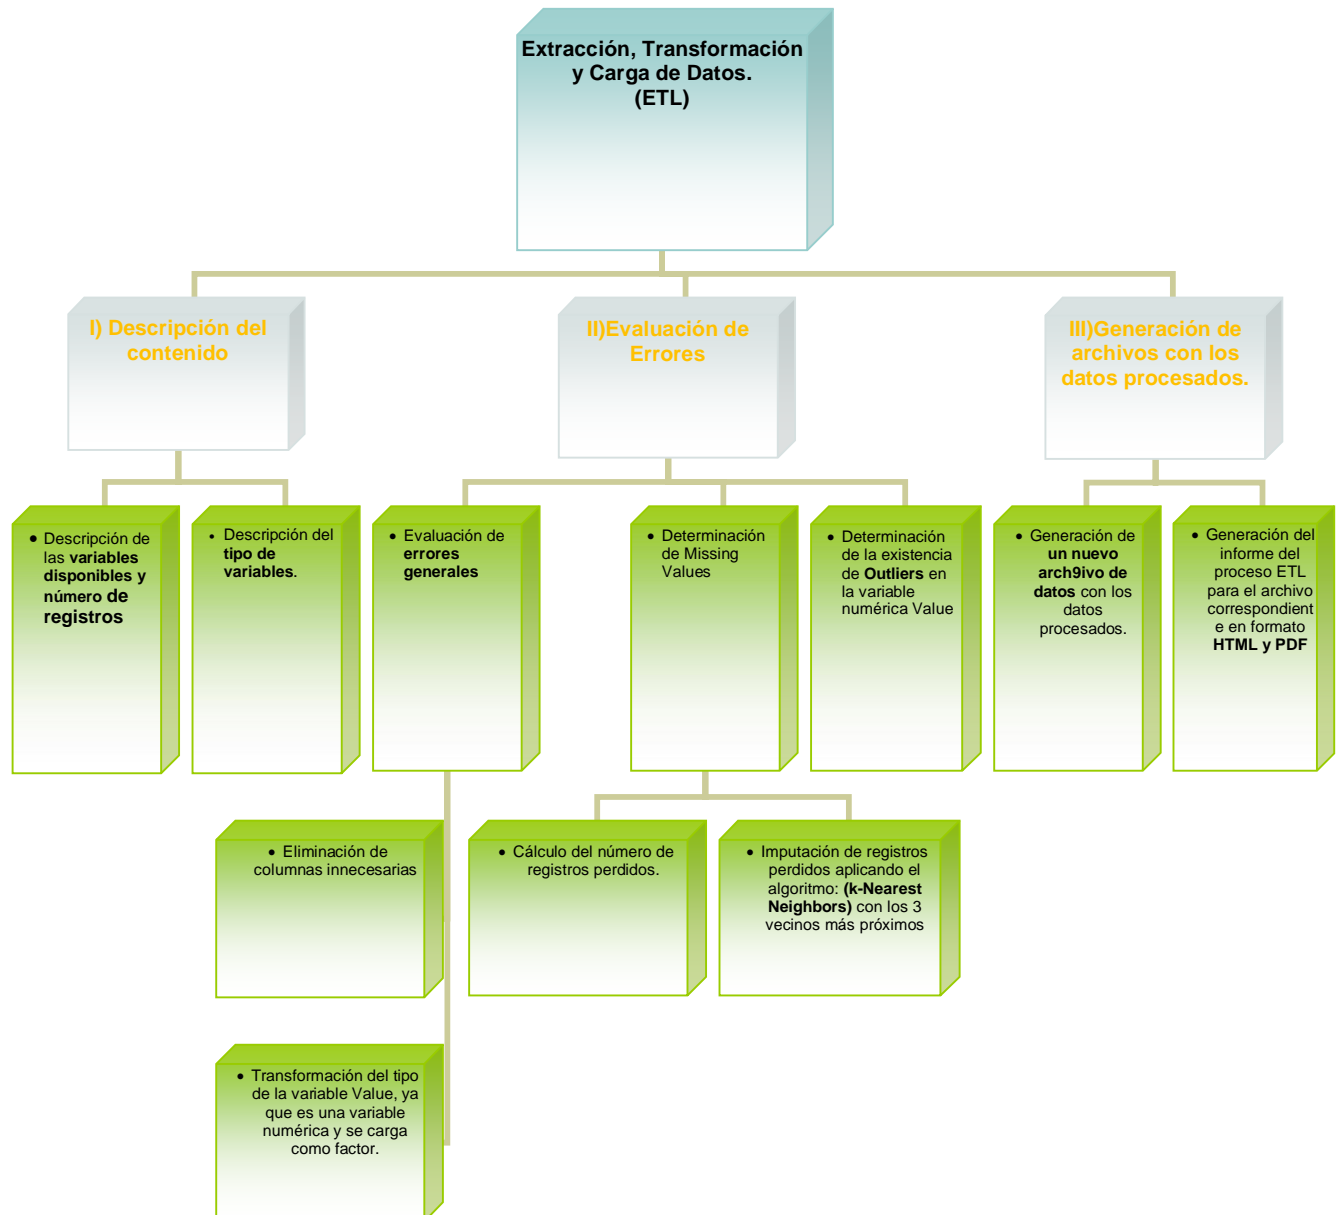 Extracción, Transformación
y Carga de Datos.
(ETL)
I) Descripción del
contenido
II)Evaluación de
Errores
III)Generación de
archivos con los
datos procesados.
• Descripción de
las variables
disponibles y
número de
registros
• Descripción del
tipo de
variables.
• Evaluación de
errores
generales
• Determinación
de Missing
Values
• Determinación
de la existencia
de Outliers en
la variable
numérica Value
• Generación de
un nuevo
arch9ivo de
datos con los
datos
procesados.
• Generación del
informe del
proceso ETL
para el archivo
correspondient
e en formato
HTML y PDF
• Eliminación de
columnas innecesarias
• Cálculo del número de
registros perdidos.
• Imputación de registros
perdidos aplicando el
algoritmo: (k-Nearest
Neighbors) con los 3
vecinos más próximos
• Transformación del tipo
de la variable Value, ya
que es una variable
numérica y se carga
como factor.